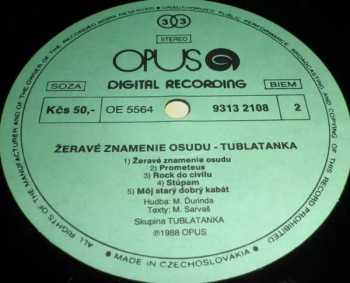 33
STEREO
OPUS
DIGITAL RECORDING
SOZA
BIEM
Kčs 50,-
OE 5564
9313 2108
2
ŽERAVÉ ZNAMENIE OSUDU - TUBLATANKA
1) Žeravé znamenie osudu
2) Prometeus
3) Rock do civilu
4) Stúpam
5) Môj starý dobrý kabát
Hudba: M. Ďurinda
Texty: M. Sarvaš
Skupina TUBLATANKA
℗1988 OPUS
ALL RIGHTS OF THE MANUFACTURER AND OF THE OWNER OF THE RECORDED WORK RESERVED
UNAUTHORIZED PUBLIC PERFORMANCE, BROADCASTING AND COPYING OF THIS RECORD PROHIBITED
• MADE IN CZECHOSLOVAKIA •